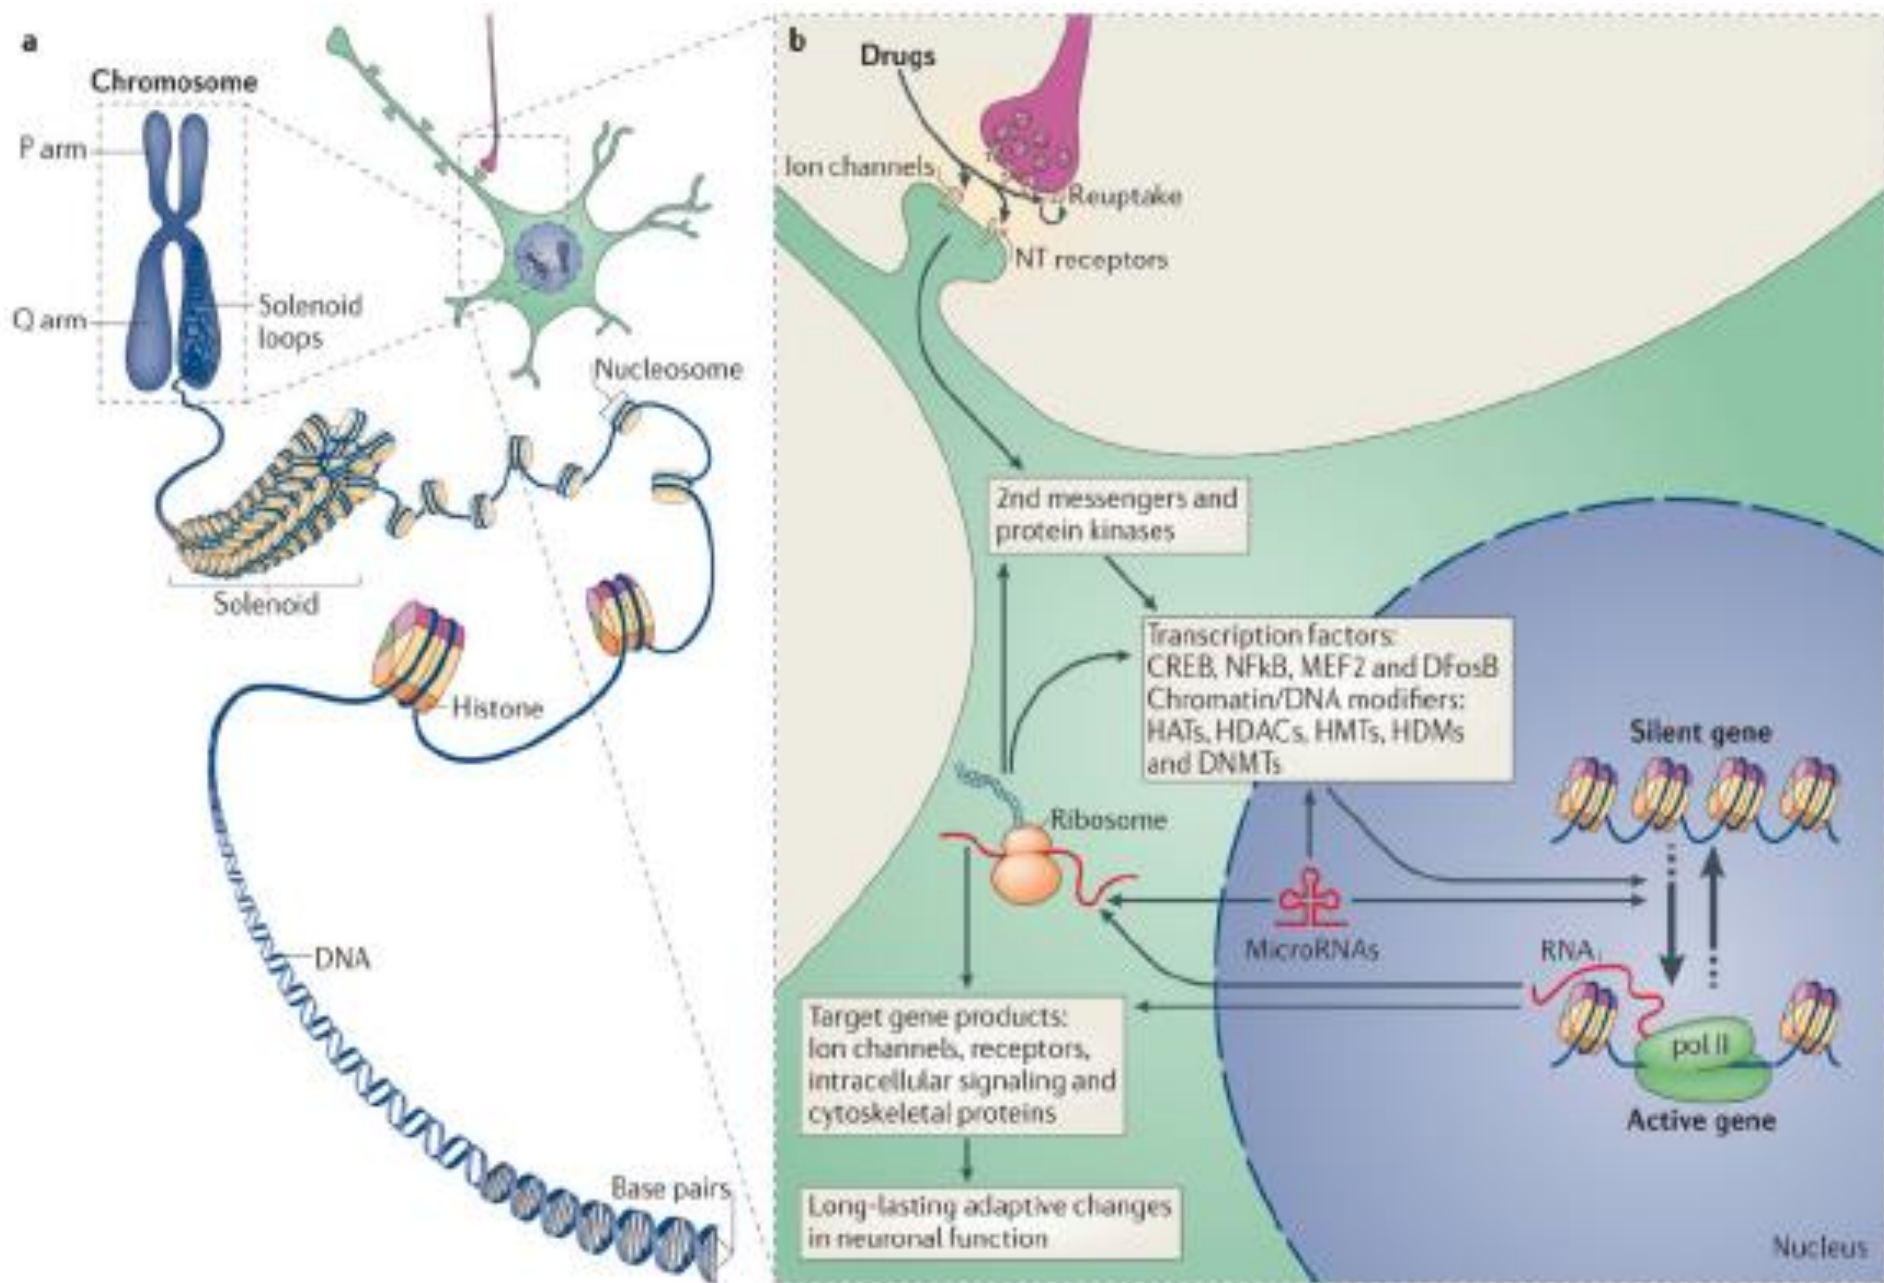 a
Chromosome
P arm
Q arm
Solenoid
loops
Nucleosome
Solenoid
Histone
DNA
Base pairs
b
Drugs
Ion channels
Reuptake
NT receptors
2nd messengers and
protein kinases
Transcription factors:
CREB, NFkB, MEF2 and DFosB
Chromatin/DNA modifiers:
HATs, HDACs, HMTs, HDMs
and DNMTs
Silent gene
Ribosome
MicroRNAs
RNA
pol II
Active gene
Target gene products:
Ion channels, receptors,
intracellular signaling and
cytoskeletal proteins
Long-lasting adaptive changes
in neuronal function
Nucleus